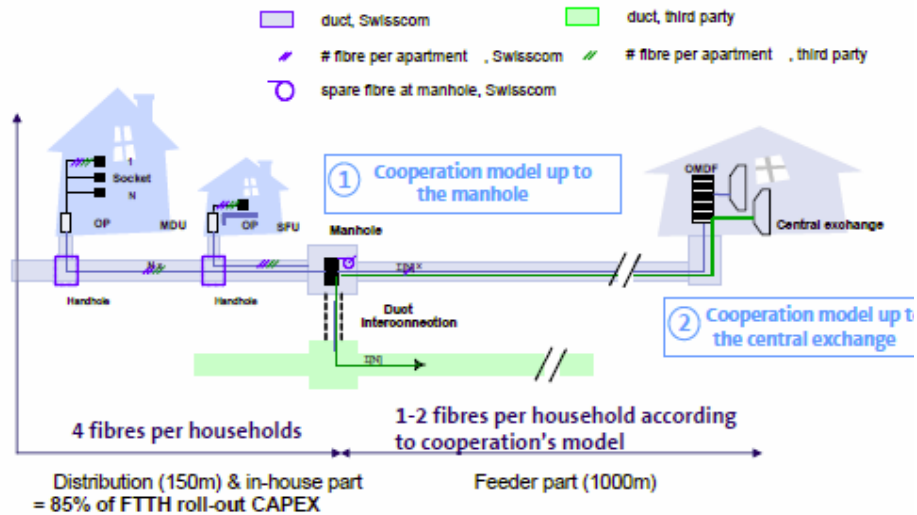 duct, Swisscom
duct, third party
# fibre per apartment , Swisscom
# fibre per apartment , third party
spare fibre at manhole, Swisscom
1
Socket
N
OP
MDU
OP
SFU
1 Cooperation model up to
the manhole
Manhole
OMDF
Central exchange
Handhole
Handhole
Duct
Interconnection
2 Cooperation model up to
the central exchange
4 fibres per households
1-2 fibres per household according
to cooperation's model
Distribution (150m) & in-house part
= 85% of FTTH roll-out CAPEX
Feeder part (1000m)